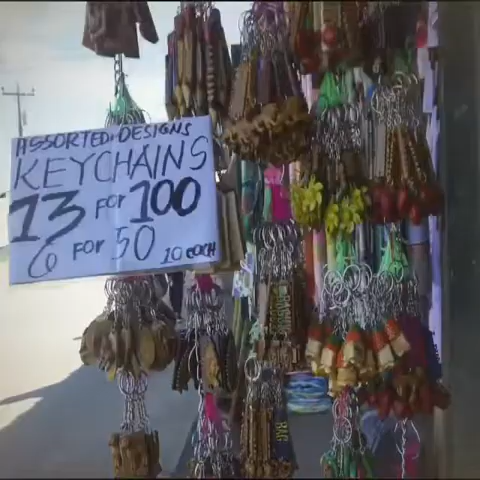 ASSORTED DESIGNS
KEYCHAINS
13 FOR 100
6 FOR 50 10 EACH